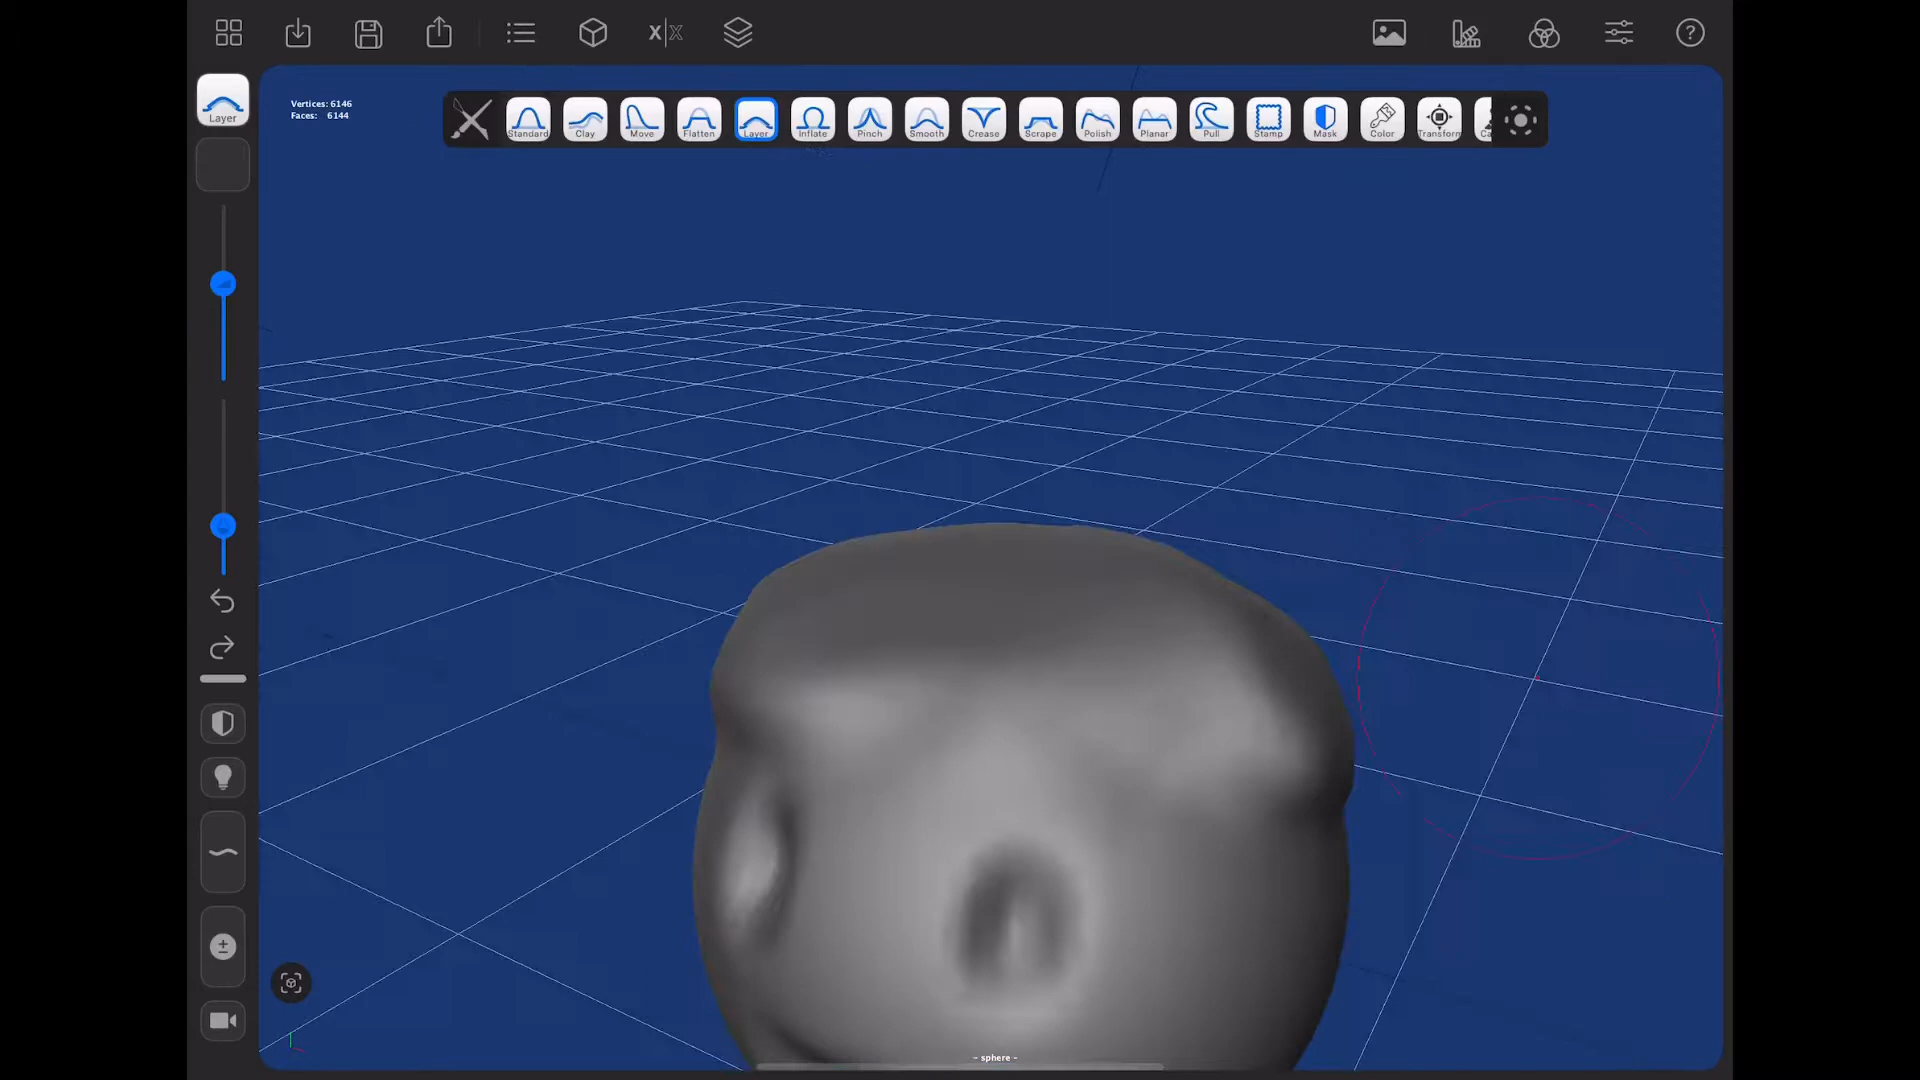 Layer
Vertices: 6146
Faces: 6144
Standard Clay Move Flatten Layer Inflate Pinch Smooth Crease Scrape Polish Planar Pull Stamp Mask Color Transform
- sphere -